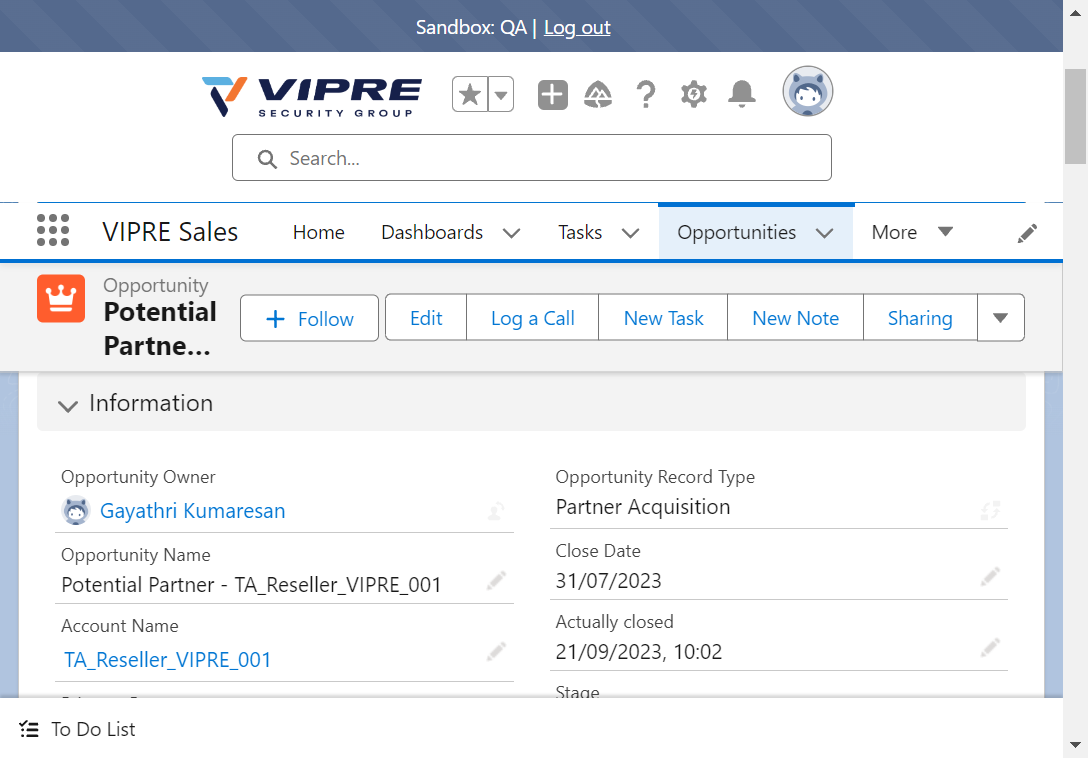 Sandbox: QA | Log out
VIPRE
SECURITY GROUP
Search...
VIPRE Sales Home Dashboards Tasks Opportunities More
Opportunity
Potential
Partne...
Follow Edit Log a Call New Task New Note Sharing
Information
Opportunity Owner
Gayathri Kumaresan
Opportunity Record Type
Partner Acquisition
Opportunity Name
Potential Partner - TA_Reseller_VIPRE_001
Close Date
31/07/2023
Account Name
TA_Reseller_VIPRE_001
Actually closed
21/09/2023, 10:02
Stage
To Do List